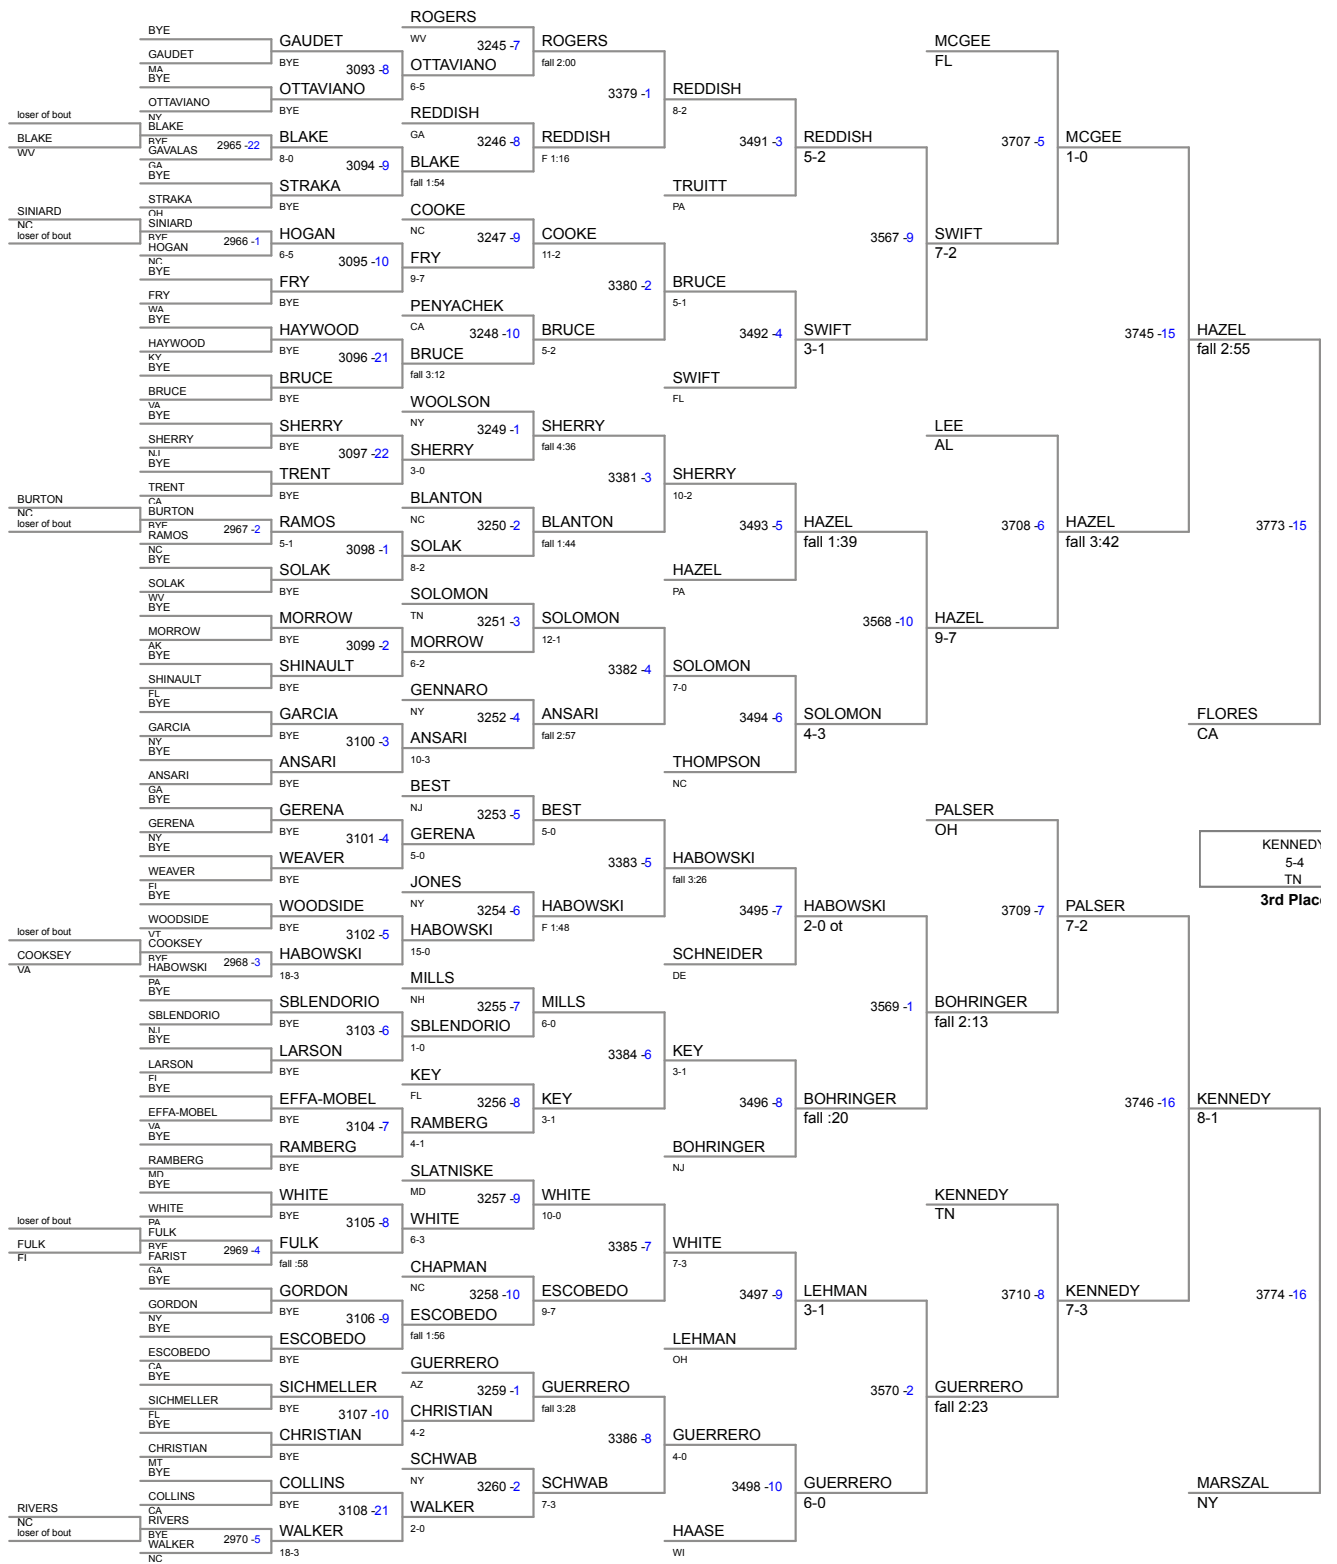 BYE
GAUDET
MA
BYE
OTTAVIANO
NY
loser of bout
BLAKE
BLAKE
WV
BYE
GAVALAS
2965 -22
GA
BYE
STRAKA
OH
SINIARD
NC
SINIARD
loser of bout
BYE
HOGAN
2966 -1
NC
BYE
FRY
WA
BYE
HAYWOOD
KY
BYE
BRUCE
VA
BYE
SHERRY
NJ
BYE
TRENT
CA
BURTON
NC
BURTON
loser of bout
BYE
RAMOS
2967 -2
NC
BYE
SOLAK
WV
BYE
MORROW
AK
BYE
SHINAULT
FL
BYE
GARCIA
NY
BYE
ANSARI
GA
BYE
GERENA
NY
BYE
WEAVER
FL
BYE
WOODSIDE
VT
loser of bout
COOKSEY
COOKSEY
VA
BYE
HABOWSKI
2968 -3
PA
BYE
SBLENDORIO
NJ
BYE
LARSON
FL
BYE
EFFA-MOBEL
VA
BYE
RAMBERG
MD
BYE
WHITE
PA
loser of bout
FULK
FULK
FL
BYE
FARIST
2969 -4
GA
BYE
GORDON
NY
BYE
ESCOBEDO
CA
BYE
SICHMELLER
FL
BYE
CHRISTIAN
MT
BYE
COLLINS
CA
RIVERS
NC
RIVERS
loser of bout
BYE
WALKER
2970 -5
NC
GAUDET
BYE
3093 -8
OTTAVIANO
BYE
BLAKE
8-0
3094 -9
STRAKA
BYE
HOGAN
6-5
3095 -10
FRY
BYE
HAYWOOD
BYE
3096 -21
BRUCE
BYE
SHERRY
BYE
3097 -22
TRENT
BYE
RAMOS
5-1
3098 -1
SOLAK
BYE
MORROW
BYE
3099 -2
SHINAULT
BYE
GARCIA
BYE
3100 -3
ANSARI
BYE
GERENA
BYE
3101 -4
WEAVER
BYE
WOODSIDE
BYE
3102 -5
HABOWSKI
18-3
SBLENDORIO
BYE
3103 -6
LARSON
BYE
EFFA-MOBEL
BYE
3104 -7
RAMBERG
BYE
WHITE
BYE
3105 -8
FULK
fall :58
GORDON
BYE
3106 -9
ESCOBEDO
BYE
SICHMELLER
BYE
3107 -10
CHRISTIAN
BYE
COLLINS
BYE
3108 -21
WALKER
18-3
ROGERS
WV
3245 -7
OTTAVIANO
6-5
REDDISH
GA
3246 -8
BLAKE
fall 1:54
COOKE
NC
3247 -9
FRY
9-7
PENYACHEK
CA
3248 -10
BRUCE
fall 3:12
WOOLSON
NY
3249 -1
SHERRY
3-0
BLANTON
NC
3250 -2
SOLAK
8-2
SOLOMON
TN
3251 -3
MORROW
6-2
GENNARO
NY
3252 -4
ANSARI
10-3
BEST
NJ
3253 -5
GERENA
5-0
JONES
NY
3254 -6
HABOWSKI
15-0
MILLS
NH
3255 -7
SBLENDORIO
1-0
KEY
FL
3256 -8
RAMBERG
4-1
SLATNISKE
MD
3257 -9
WHITE
6-3
CHAPMAN
NC
3258 -10
ESCOBEDO
fall 1:56
GUERRERO
AZ
3259 -1
CHRISTIAN
4-2
SCHWAB
NY
3260 -2
WALKER
2-0
ROGERS
fall 2:00
3379 -1
REDDISH
F 1:16
COOKE
11-2
3380 -2
BRUCE
5-2
SHERRY
fall 4:36
3381 -3
BLANTON
fall 1:44
SOLOMON
12-1
3382 -4
ANSARI
fall 2:57
BEST
5-0
3383 -5
HABOWSKI
F 1:48
MILLS
6-0
3384 -6
KEY
3-1
WHITE
10-0
3385 -7
ESCOBEDO
9-7
GUERRERO
fall 3:28
3386 -8
SCHWAB
7-3
REDDISH
8-2
3491 -3
TRUITT
PA
BRUCE
5-1
3492 -4
SWIFT
FL
SHERRY
10-2
3493 -5
HAZEL
PA
SOLOMON
7-0
3494 -6
THOMPSON
NC
HABOWSKI
fall 3:26
3495 -7
SCHNEIDER
DE
KEY
3-1
3496 -8
BOHRINGER
NJ
WHITE
7-3
3497 -9
LEHMAN
OH
GUERRERO
4-0
3498 -10
HAASE
WI
REDDISH
5-2
3567 -9
SWIFT
3-1
HAZEL
fall 1:39
3568 -10
SOLOMON
4-3
HABOWSKI
2-0 ot
3569 -1
BOHRINGER
fall :20
LEHMAN
3-1
3570 -2
GUERRERO
6-0
MCGEE
FL
3707 -5
SWIFT
7-2
LEE
AL
3708 -6
HAZEL
9-7
PALSER
OH
3709 -7
BOHRINGER
fall 2:13
KENNEDY
TN
3710 -8
GUERRERO
fall 2:23
MCGEE
1-0
3745 -15
HAZEL
fall 3:42
PALSER
7-2
3746 -16
KENNEDY
7-3
HAZEL
fall 2:55
3773 -15
FLORES
CA
KENNEDY
5-4
TN
3rd Place
KENNEDY
8-1
3774 -16
MARSZAL
NY